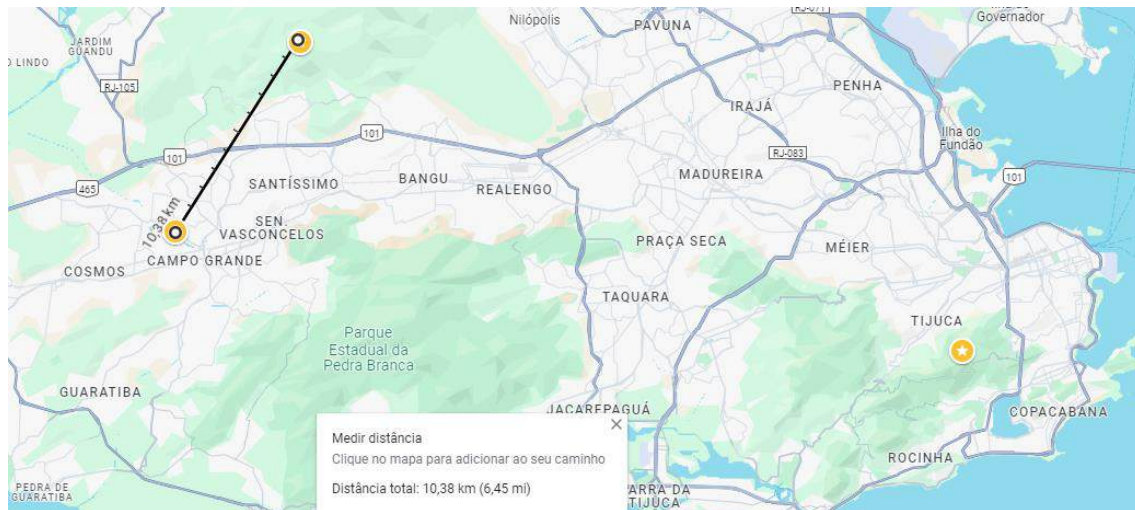 RJ-071
Nilópolis
PAVUNA
Governador
JARDIM
GUANDU
O LINDO
RJ-105
PENHA
IRAJÁ
Ilha do
Fundão
101
RJ-083
101
101
465
SANTÍSSIMO
BANGU
REALENGO
MADUREIRA
10,38 km
SEN.
VASCONCELOS
PRAÇA SECA
MÉIER
COSMOS
CAMPO GRANDE
TAQUARA
TIJUCA
Parque
Estadual da
Pedra Branca
GUARATIBA
JACAREPAGUÁ
COPACABANA
Medir distância
Clique no mapa para adicionar ao seu caminho
Distância total: 10,38 km (6,45 mi)
ROCINHA
PEDRA DE
GUARATIBA
ARRA DA
TIJUCA